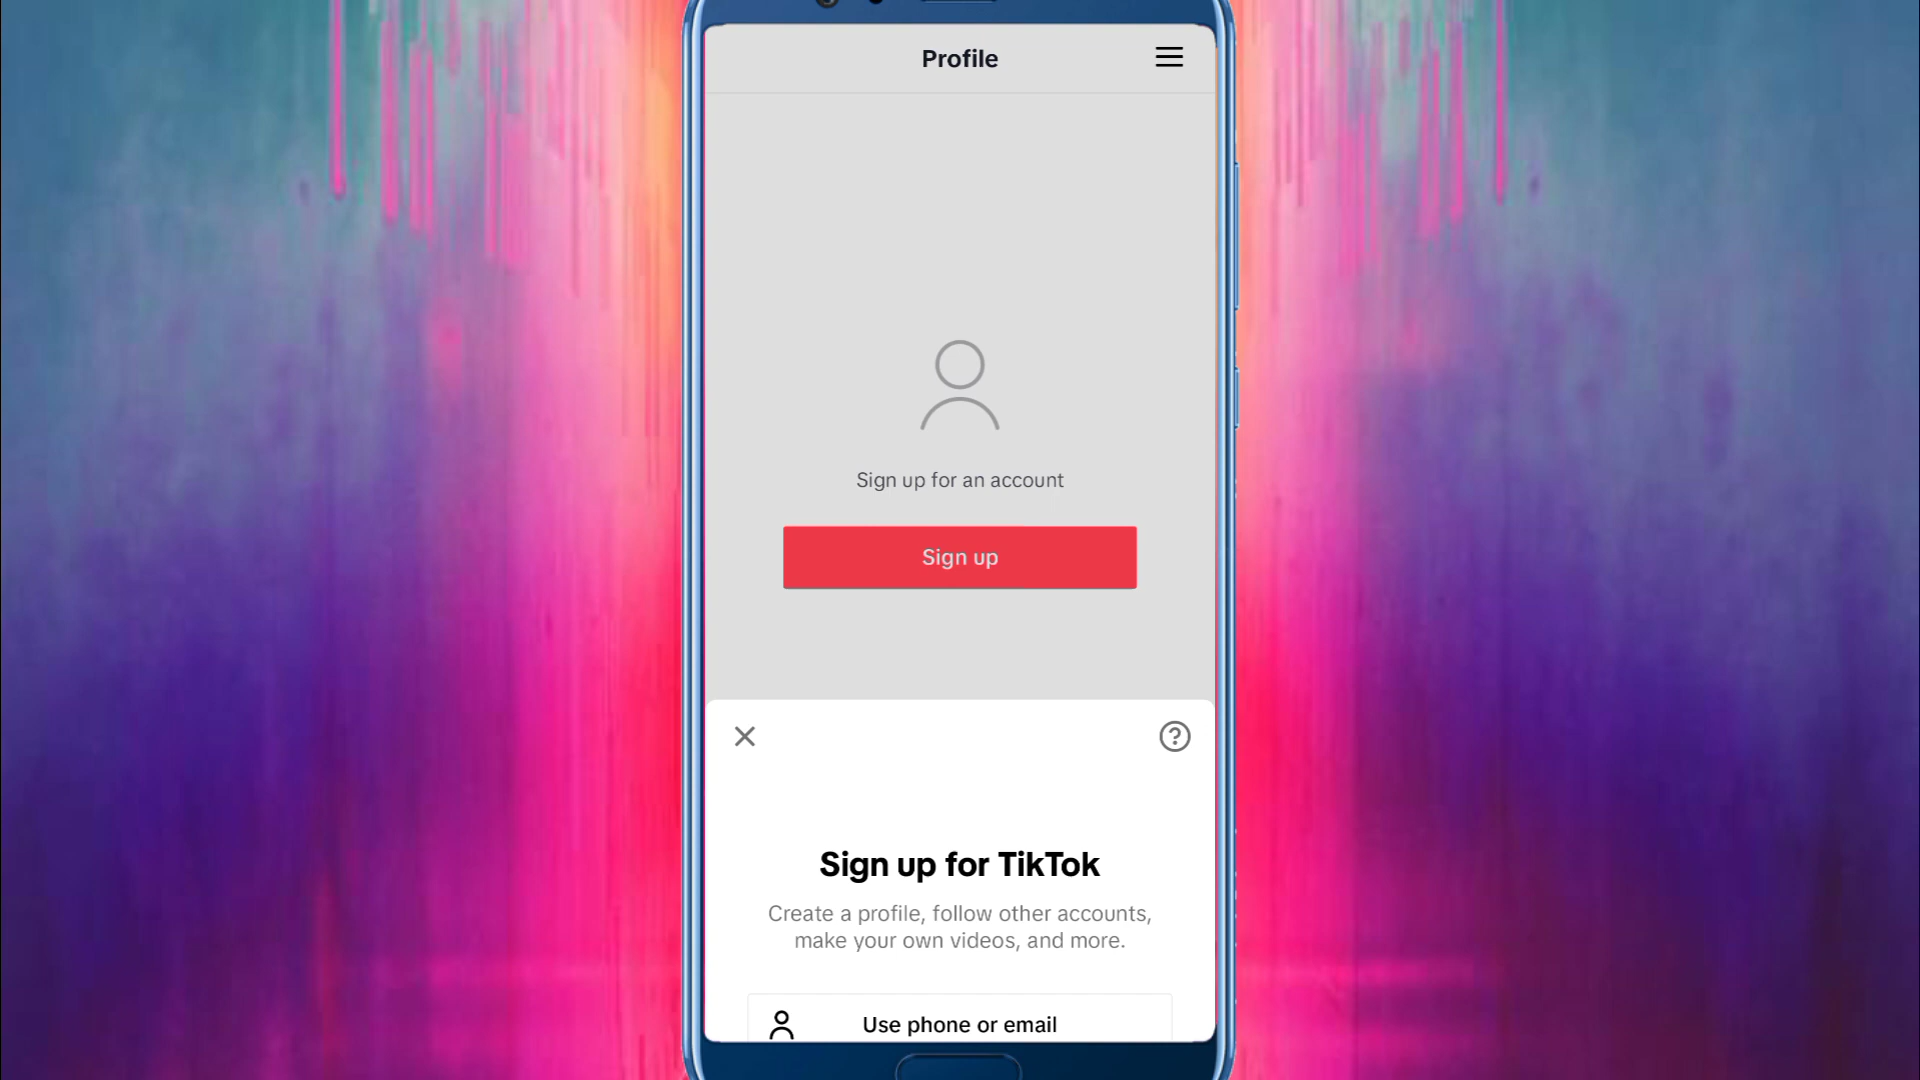 Profile
Sign up for an account
Sign up
Sign up for TikTok
Create a profile, follow other accounts,
make your own videos, and more.
Use phone or email